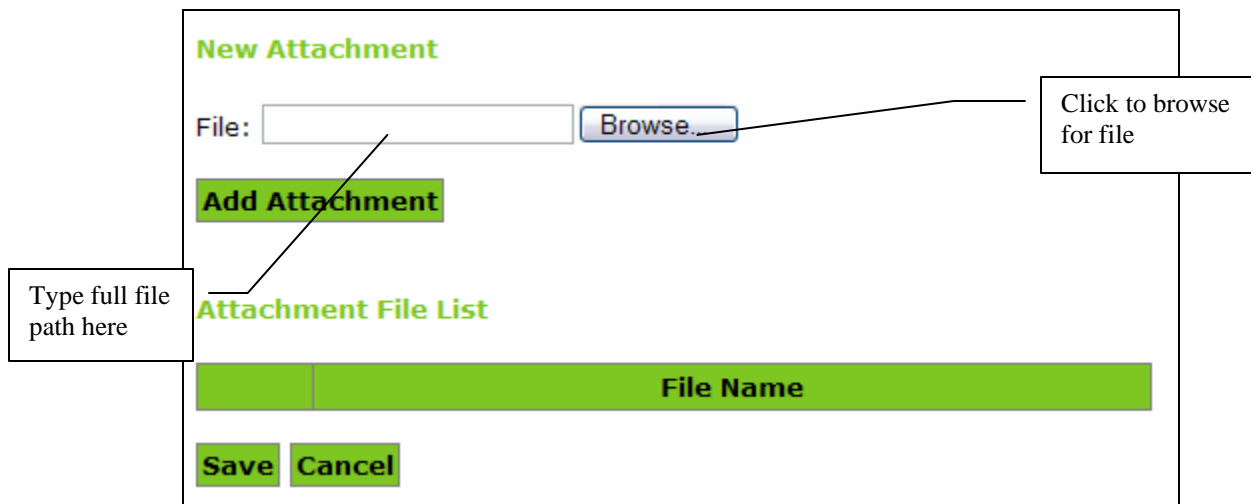 New Attachment
File:
Browse...
Click to browse
for file
Add Attachment
Type full file
path here
Attachment File List
File Name
Save
Cancel